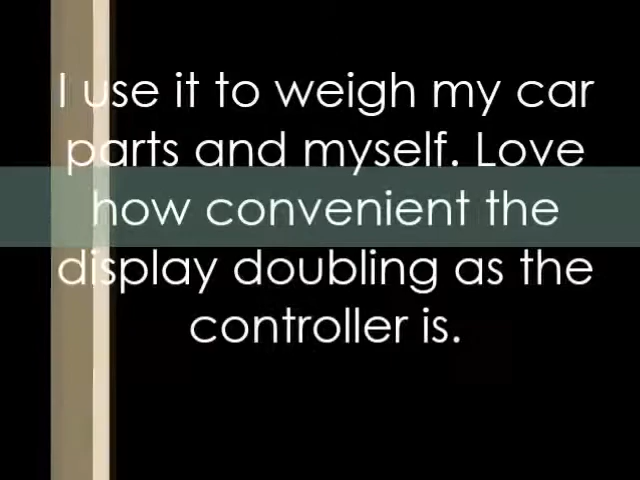 I use it to weigh my car
parts and myself. Love
how convenient the
display doubling as the
controller is.